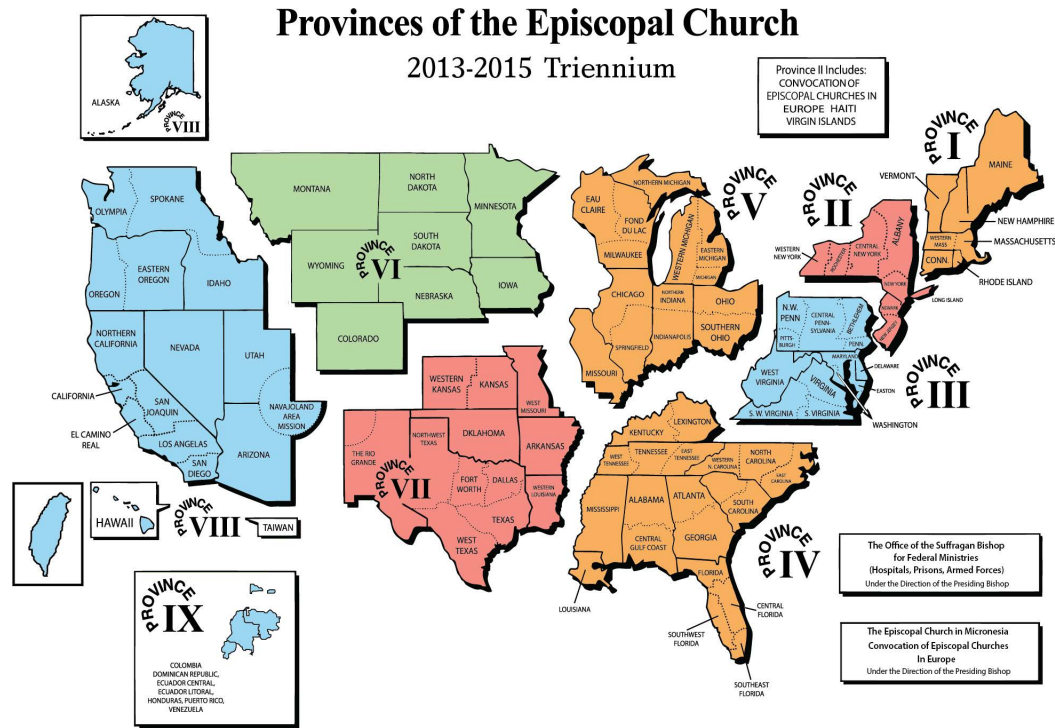 Provinces of the Episcopal Church
2013-2015 Triennium
Province II Includes:
CONVOCATION OF
EPISCOPAL CHURCHES IN
EUROPE HAITI
VIRGIN ISLANDS
ALASKA
PROVINCE
VIII
OLYMPIA
SPOKANE
EASTERN
OREGON
OREGON
IDAHO
NORTHERN
CALIFORNIA
NEVADA
UTAH
CALIFORNIA
SAN
JOAQUIN
EL CAMINO
REAL
LOS ANGELAS
SAN
DIEGO
ARIZONA
NAVAJOLAND
AREA
MISSION
HAWAII
PROVINCE
VIII
TAIWAN
MONTANA
NORTH
DAKOTA
MINNESOTA
SOUTH
DAKOTA
WYOMING
PROVINCE
VI
NEBRASKA
IOWA
COLORADO
WESTERN
KANSAS
KANSAS
WEST
MISSOURI
THE RIO
GRANDE
NORTHWEST
TEXAS
DKLAHOMA
ARKANSAS
PROVINCE
VII
FORT
WORTH
DALLAS
WESTERN
LOUISIANA
TEXAS
WEST
TEXAS
NORTHERN MICHIGAN
EAU
CLAIRE
FOND
DU LAC
MILWAUKEE
WESTERN MICHIGAN
EASTERN
MICHIGAN
MICHIGAN
PROVINCE
V
CHICAGO
NORTHERN
INDIANA
OHIO
SPRINGFIELD
INDIANAPOLIS
SOUTHERN
OHIO
MISSOURI
PROVINCE
I
MAINE
VERMONT
NEW HAMPSHIRE
WESTERN
MASS
MASSACHUSETTS
CONN.
RHODE ISLAND
PROVINCE
II
WESTERN
NEW YORK
ROCHESTER
CENTRAL
NEW YORK
ALBANY
NEW YORK
LONG ISLAND
NEWARK
NEW JERSEY
N.W.
PENN
CENTRAL
PENN-
SYLVANIA
BETHLEHEM
PITTS-
BURGH
PENN.
MARYLAND
DELAWARE
EASTON
WEST
VIRGINIA
VIRGINIA
S. W. VIRGINIA
S. VIRGINIA
WASHINGTON
PROVINCE
III
KENTUCKY
LEXINGTON
WEST
TENNESSEE
TENNESSEE
EAST
TENNESSEE
WESTERN
N. CAROLINA
NORTH
CAROLINA
EAST
CAROLINA
MISSISSIPPI
ALABAMA
ATLANTA
SOUTH
CAROLINA
CENTRAL
GULF COAST
GEORGIA
LOUISIANA
FLORIDA
CENTRAL
FLORIDA
SOUTHWEST
FLORIDA
SOUTHEAST
FLORIDA
PROVINCE
IV
PROVINCE
IX
COLOMBIA
DOMINICAN REPUBLIC,
ECUADOR CENTRAL,
ECUADOR LITORAL,
HONDURAS, PUERTO RICO,
VENEZUELA
The Office of the Suffragan Bishop
for Federal Ministries
(Hospitals, Prisons, Armed Forces)
Under the Direction of the Presiding Bishop
The Episcopal Church in Micronesia
Convocation of Episcopal Churches
In Europe
Under the Direction of the Presiding Bishop